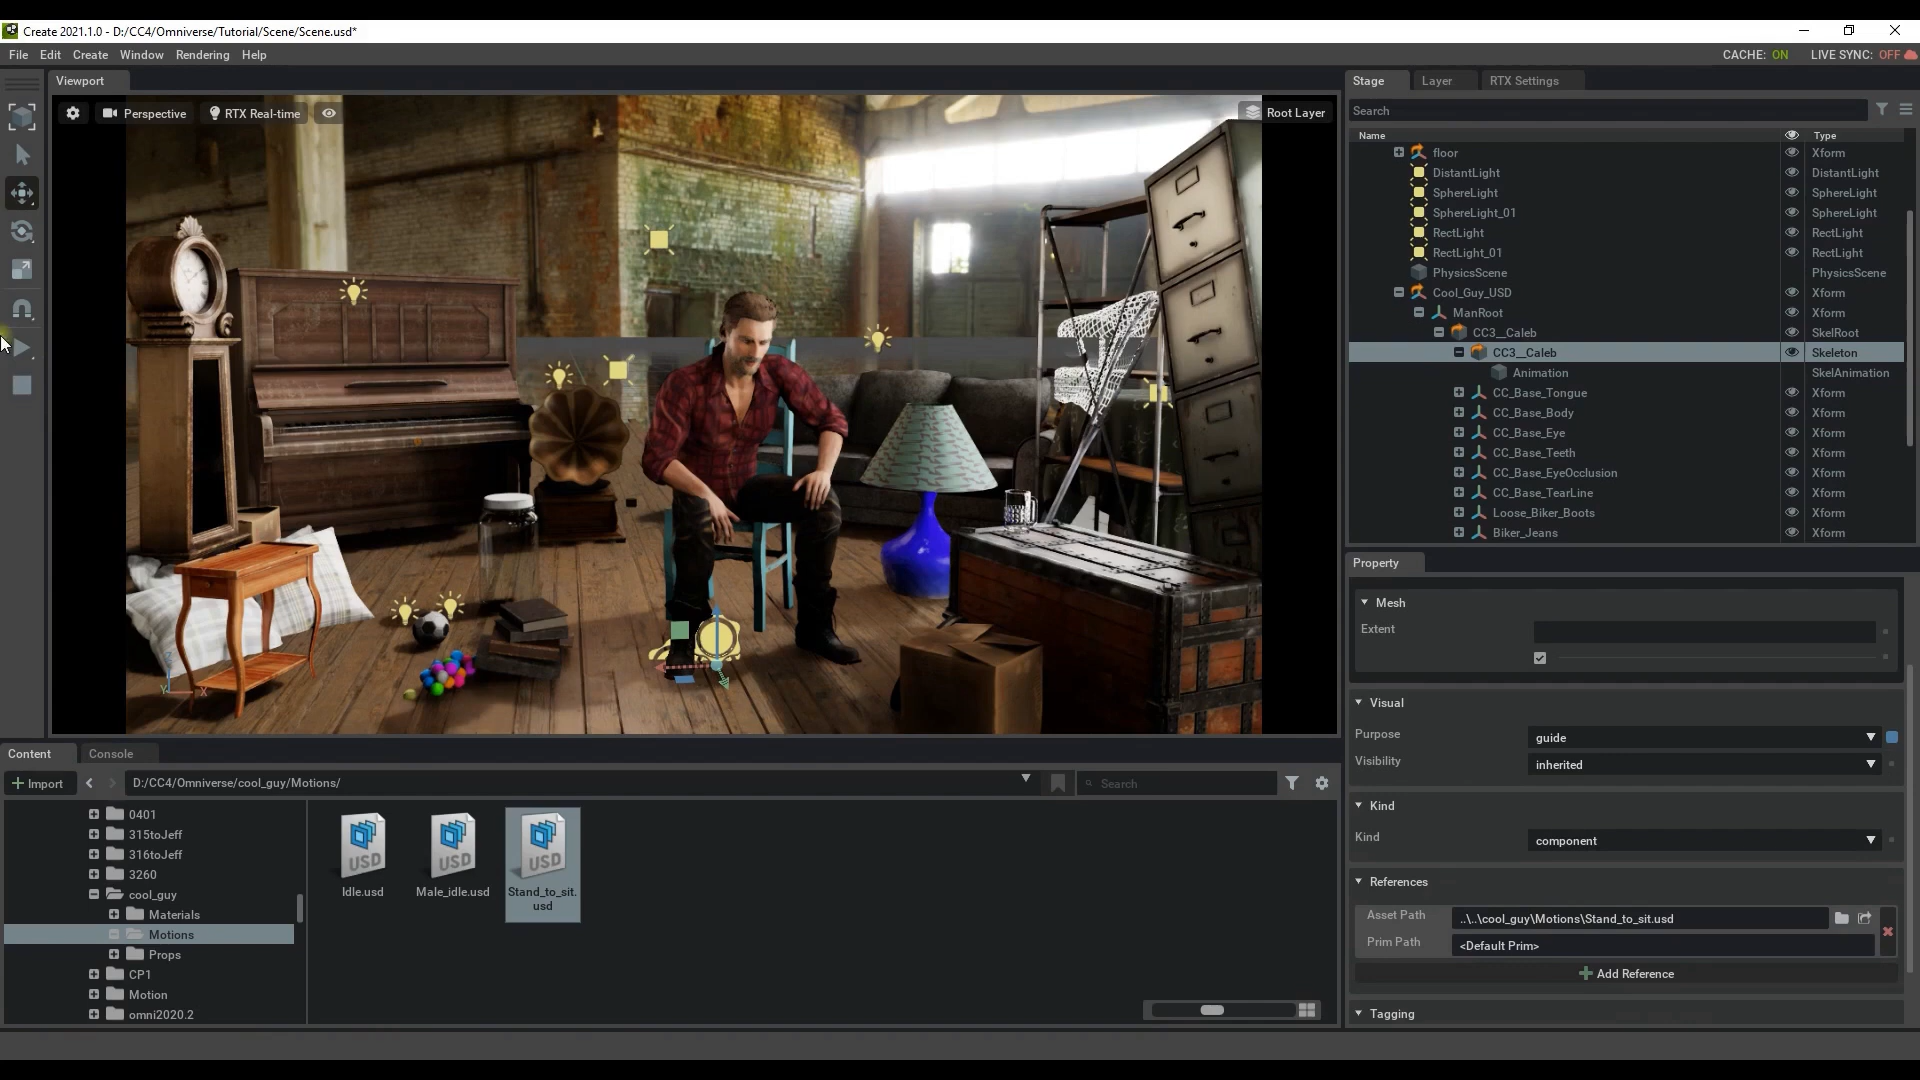 Create 2021.1.0 - D:/CC4/Omniverse/Tutorial/Scene/Scene.usd*
File Edit Create Window Rendering Help
CACHE: ON LIVE SYNC: OFF
Viewport
Perspective
RTX Real-time
Root Layer
Stage Layer RTX Settings
Search
Name Type
floor Xform
DistantLight DistantLight
SphereLight SphereLight
SphereLight_01 SphereLight
RectLight RectLight
RectLight_01 RectLight
PhysicsScene PhysicsScene
Cool_Guy_USD Xform
ManRoot Xform
CC3__Caleb SkelRoot
CC3__Caleb Skeleton
Animation SkelAnimation
CC_Base_Tongue Xform
CC_Base_Body Xform
CC_Base_Eye Xform
CC_Base_Teeth Xform
CC_Base_EyeOcclusion Xform
CC_Base_TearLine Xform
Loose_Biker_Boots Xform
Biker_Jeans Xform
Property
Mesh
Extent
Visual
Purpose guide
Visibility inherited
Kind
Kind component
References
Asset Path ..\..\cool_guy\Motions\Stand_to_sit.usd
Prim Path <Default Prim>
Add Reference
Tagging
Content Console
Import D:/CC4/Omniverse/cool_guy/Motions/ Search
0401
315toJeff
316toJeff
3260
cool_guy
Materials
Motions
Props
CP1
Motion
omni2020.2
USD
Idle.usd
USD
Male_idle.usd
USD
Stand_to_sit.
usd
Y X